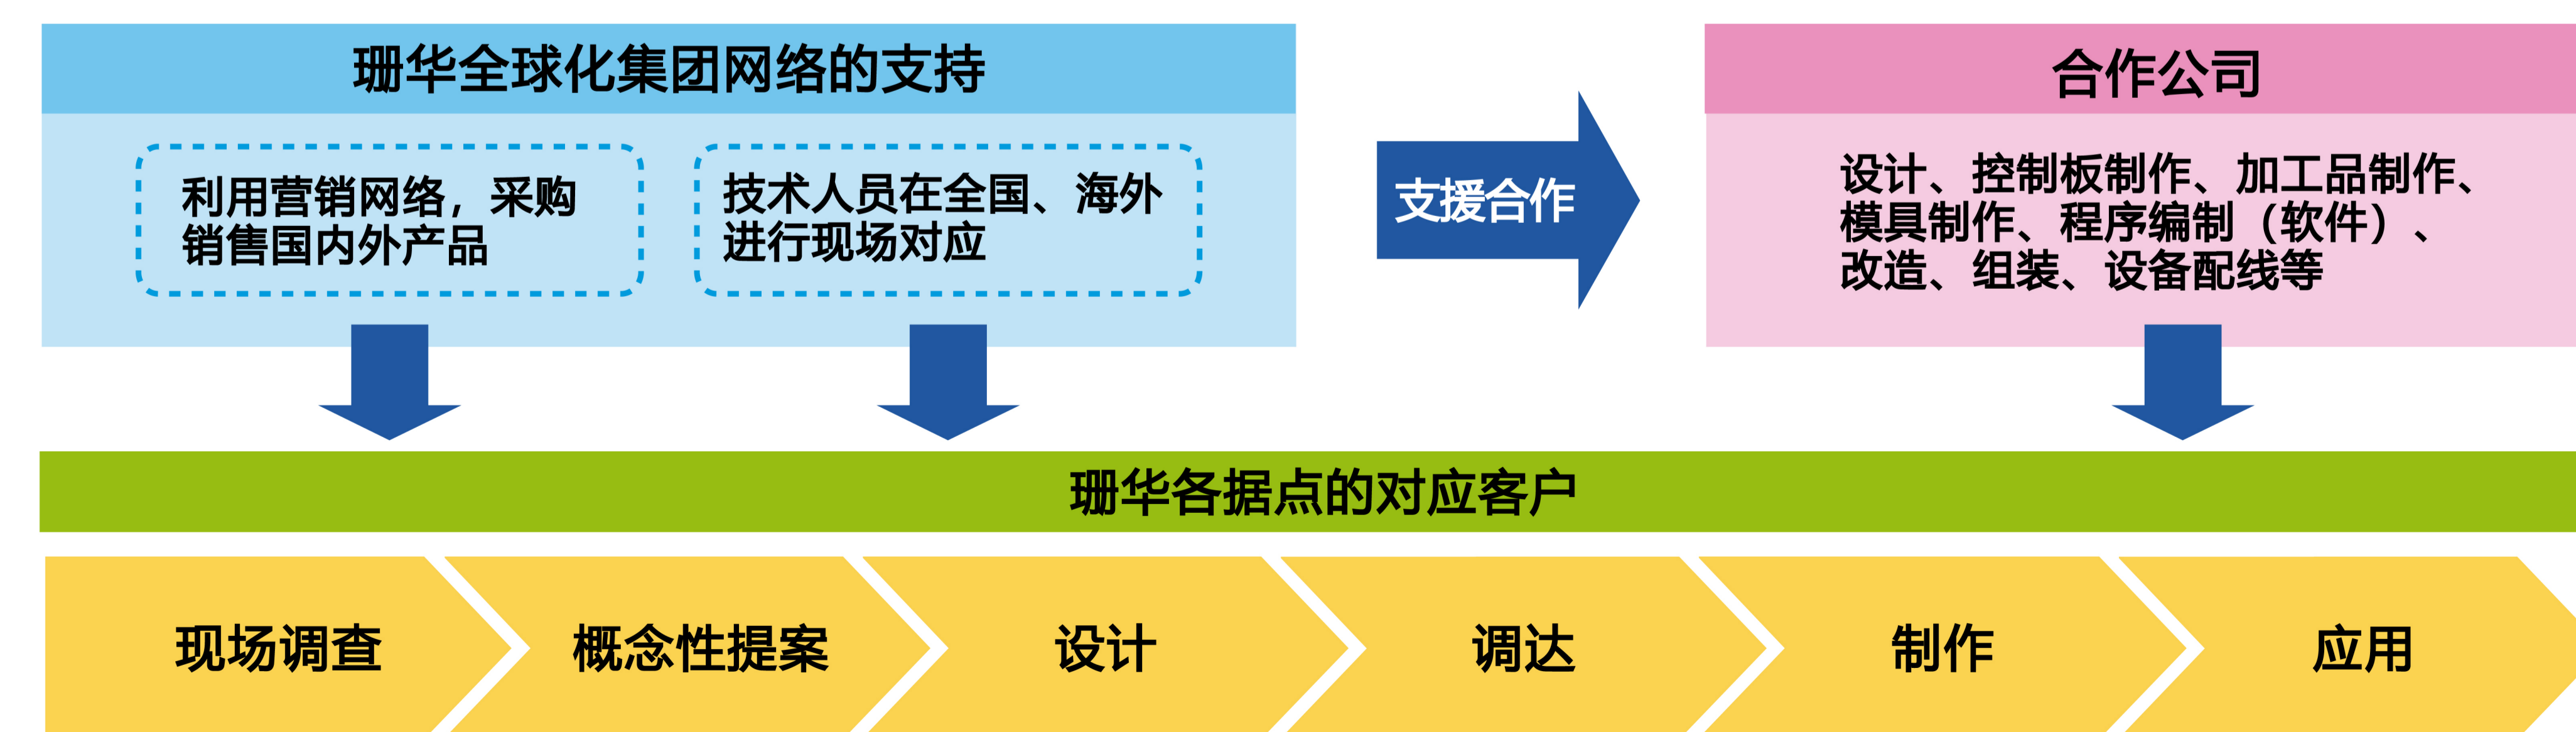 珊华全球化集团网络的支持
利用营销网络，采购
销售国内外产品
技术人员在全国、海外
进行现场对应
支援合作
合作公司
设计、控制板制作、加工品制作、
模具制作、程序编制（软件）、
改造、组装、设备配线等
珊华各据点的对应客户
现场调查
概念性提案
设计
调达
制作
应用